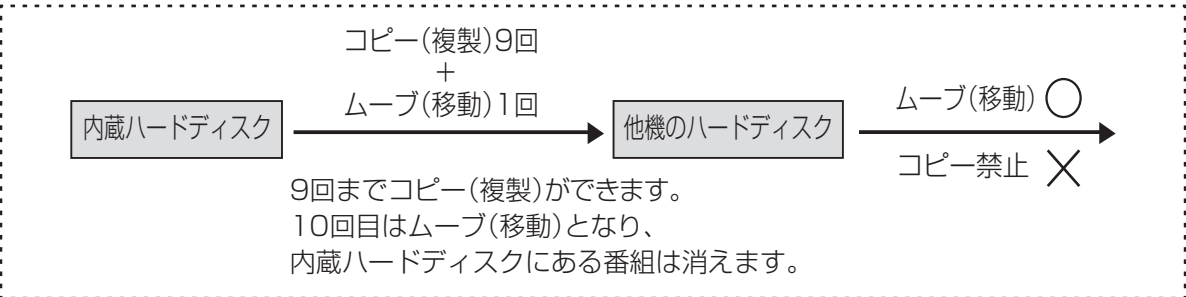 コピー(複製)9回
+
ムーブ(移動)1回
内蔵ハードディスク
他機のハードディスク
ムーブ(移動)○
コピー禁止 ×
9回までコピー(複製)ができます。
10回目はムーブ(移動)となり、
内蔵ハードディスクにある番組は消えます。